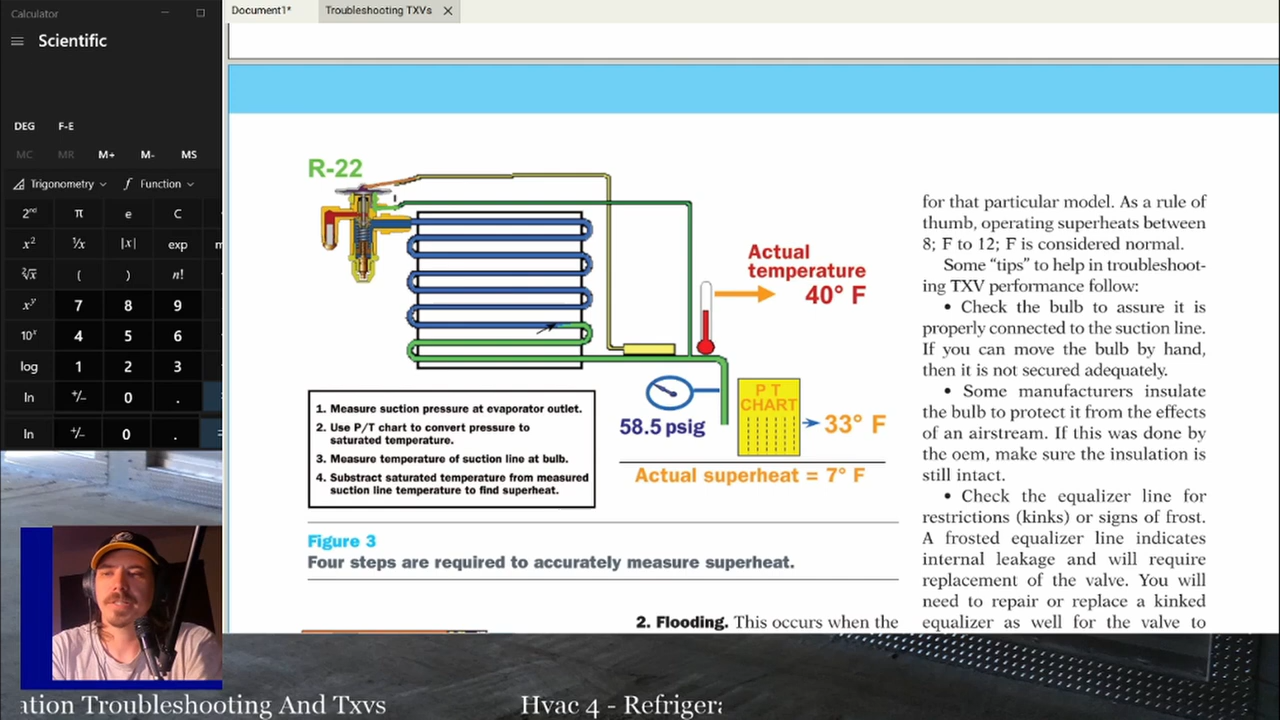 Calculator
Scientific
DEG F-E
MC MR M+ M- MS
Trigonometry f Function
2nd π e C
x² ¹/x |x| exp
²√x ( ) n!
xʸ 7 8 9
10ˣ 4 5 6
log 1 2 3
ln +/- 0 .
ln +/- 0 .
Document1* Troubleshooting TXVs
R-22
Actual
temperature
40° F
P T
CHART
58.5 psig
33° F
Actual superheat = 7° F
1. Measure suction pressure at evaporator outlet.
2. Use P/T chart to convert pressure to
saturated temperature.
3. Measure temperature of suction line at bulb.
4. Substract saturated temperature from measured
suction line temperature to find superheat.
Figure 3
Four steps are required to accurately measure superheat.
2. Flooding. This occurs when the
for that particular model. As a rule of
thumb, operating superheats between
8; F to 12; F is considered normal.
Some “tips” to help in troubleshoot-
ing TXV performance follow:
• Check the bulb to assure it is
properly connected to the suction line.
If you can move the bulb by hand,
then it is not secured adequately.
• Some manufacturers insulate
the bulb to protect it from the effects
of an airstream. If this was done by
the oem, make sure the insulation is
still intact.
• Check the equalizer line for
restrictions (kinks) or signs of frost.
A frosted equalizer line indicates
internal leakage and will require
replacement of the valve. You will
need to repair or replace a kinked
equalizer as well for the valve to
ation Troubleshooting And Txvs Hvac 4 - Refrigera